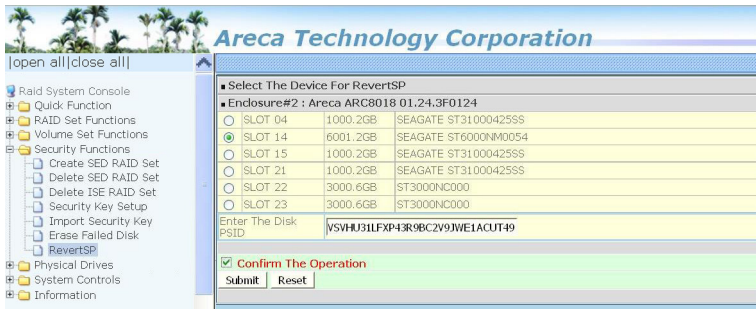 Areca Technology Corporation
|open all|close all|
Raid System Console
Quick Function
RAID Set Functions
Volume Set Functions
Security Functions
Create SED RAID Set
Delete SED RAID Set
Delete ISE RAID Set
Security Key Setup
Import Security Key
Erase Failed Disk
RevertSP
Physical Drives
System Controls
Information
Select The Device For RevertSP
Enclosure#2 : Areca ARC8018 01.24.3F0124
SLOT 04 1000.2GB SEAGATE ST31000425SS
SLOT 14 6001.2GB SEAGATE ST6000NM0054
SLOT 15 1000.2GB SEAGATE ST31000425SS
SLOT 21 1000.2GB SEAGATE ST31000425SS
SLOT 22 3000.6GB ST3000NC000
SLOT 23 3000.6GB ST3000NC000
Enter The Disk
PSID
VSVHU31LFXP43R9BC2V9JWE1ACUT49
Confirm The Operation
Submit Reset